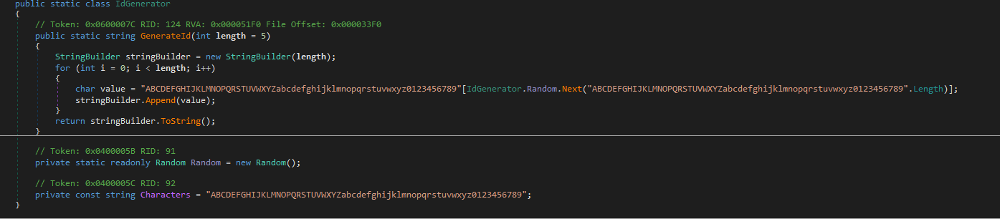 public static class IdGenerator
{
// Token: 0x0600007C RID: 124 RVA: 0x000051F0 File Offset: 0x000033F0
public static string GenerateId(int length = 5)
{
StringBuilder stringBuilder = new StringBuilder(length);
for (int i = 0; i < length; i++)
{
char value = "ABCDEFGHIJKLMNOPQRSTUVWXYZabcdefghijklmnopqrstuvwxyz0123456789"[IdGenerator.Random.Next("ABCDEFGHIJKLMNOPQRSTUVWXYZabcdefghijklmnopqrstuvwxyz0123456789".Length)];
stringBuilder.Append(value);
}
return stringBuilder.ToString();
}
// Token: 0x0400005B RID: 91
private static readonly Random Random = new Random();
// Token: 0x0400005C RID: 92
private const string Characters = "ABCDEFGHIJKLMNOPQRSTUVWXYZabcdefghijklmnopqrstuvwxyz0123456789";
}